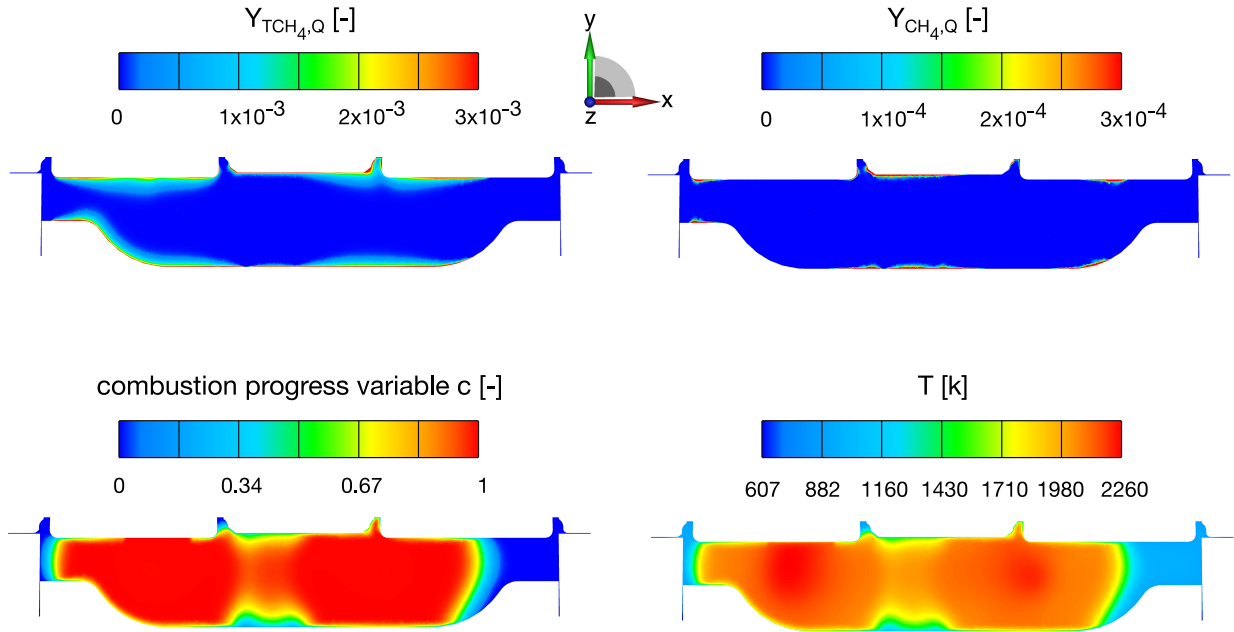 Y_TCH₄,Q [-]
Y_CH₄,Q [-]
y
x
z
0 1x10⁻³ 2x10⁻³ 3x10⁻³
0 1x10⁻⁴ 2x10⁻⁴ 3x10⁻⁴
combustion progress variable c [-]
T [k]
0 0.34 0.67 1
607 882 1160 1430 1710 1980 2260